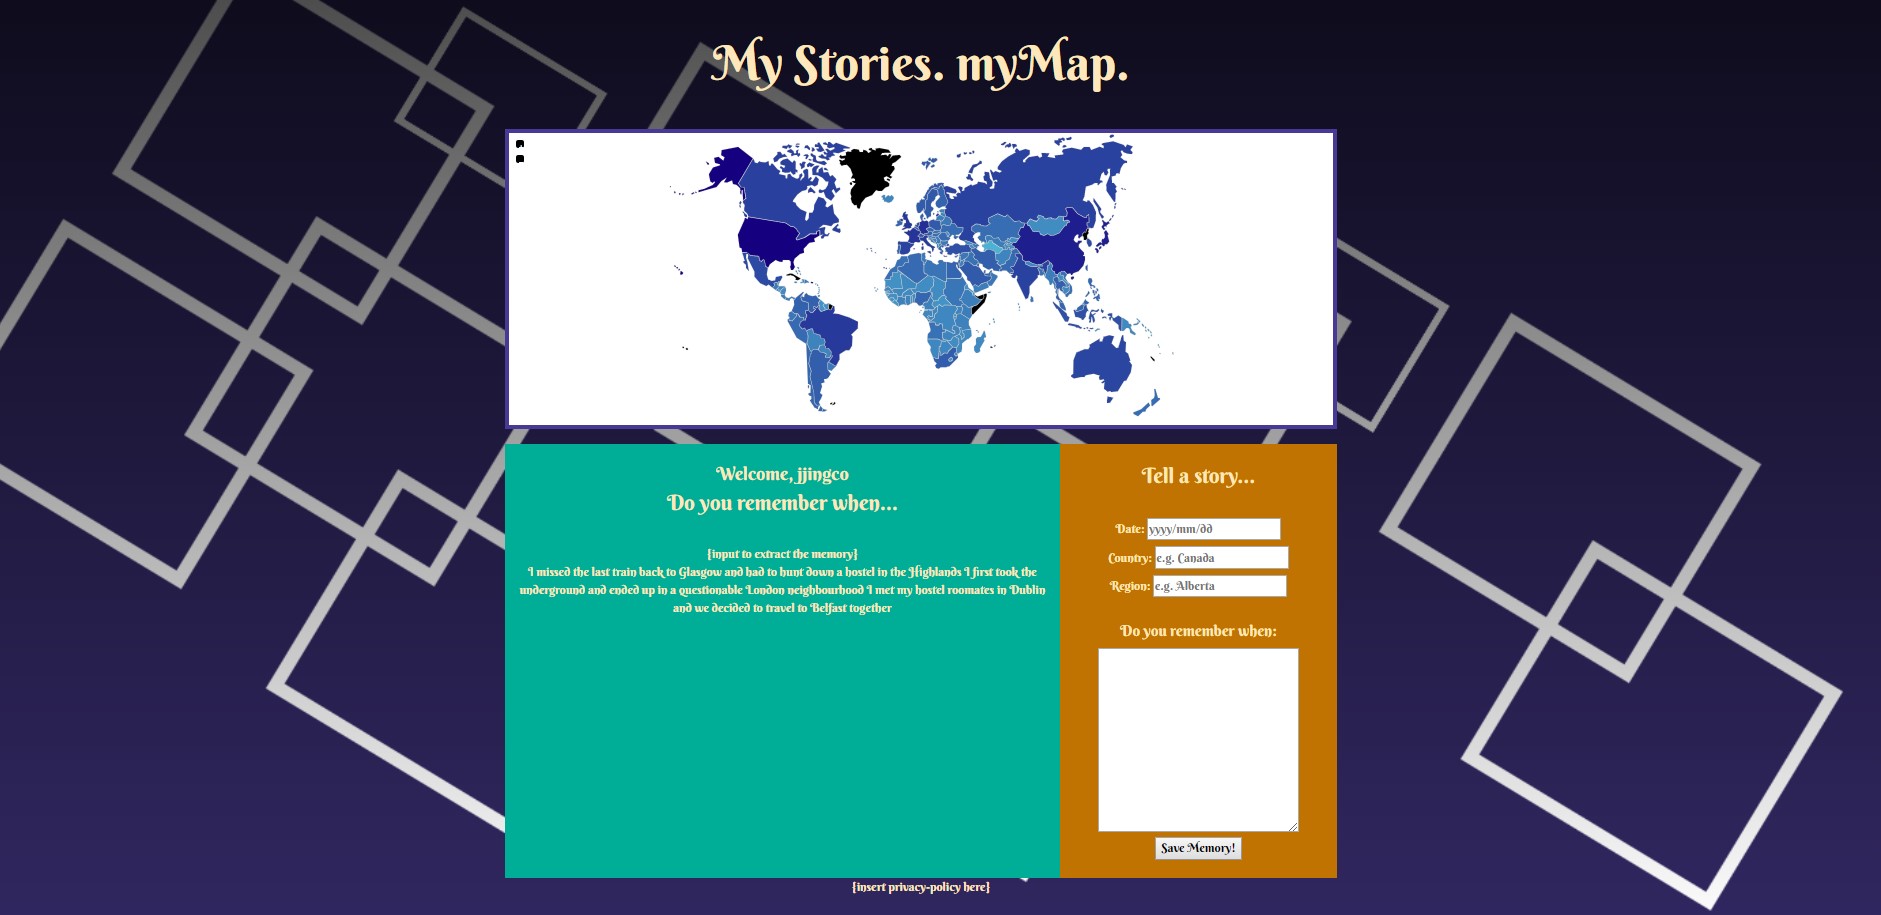 My Stories. myMap.
Welcome, jjingco
Do you remember when...
[input to extract the memory]
I missed the last train back to Glasgow and had to hunt down a hostel in the Highlands I first took the
underground and ended up in a questionable London neighbourhood I met my hostel roomates in Dublin
and we decided to travel to Belfast together
Tell a story...
Date: yyyy/mm/dd
Country: e.g. Canada
Region: e.g. Alberta
Do you remember when:
Save Memory!
[insert privacy-policy here]